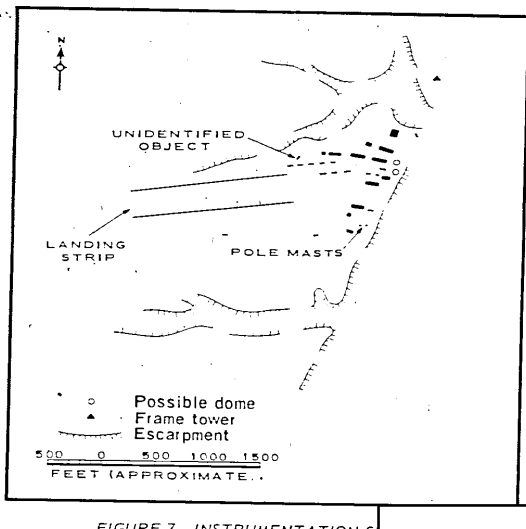 N
UNIDENTIFIED
OBJECT
LANDING
STRIP
POLE MASTS
Possible dome
Frame tower
Escarpment
500 0 500 1000 1500
FEET (APPROXIMATE..
FIGURE 7. INSTRUMENTATION